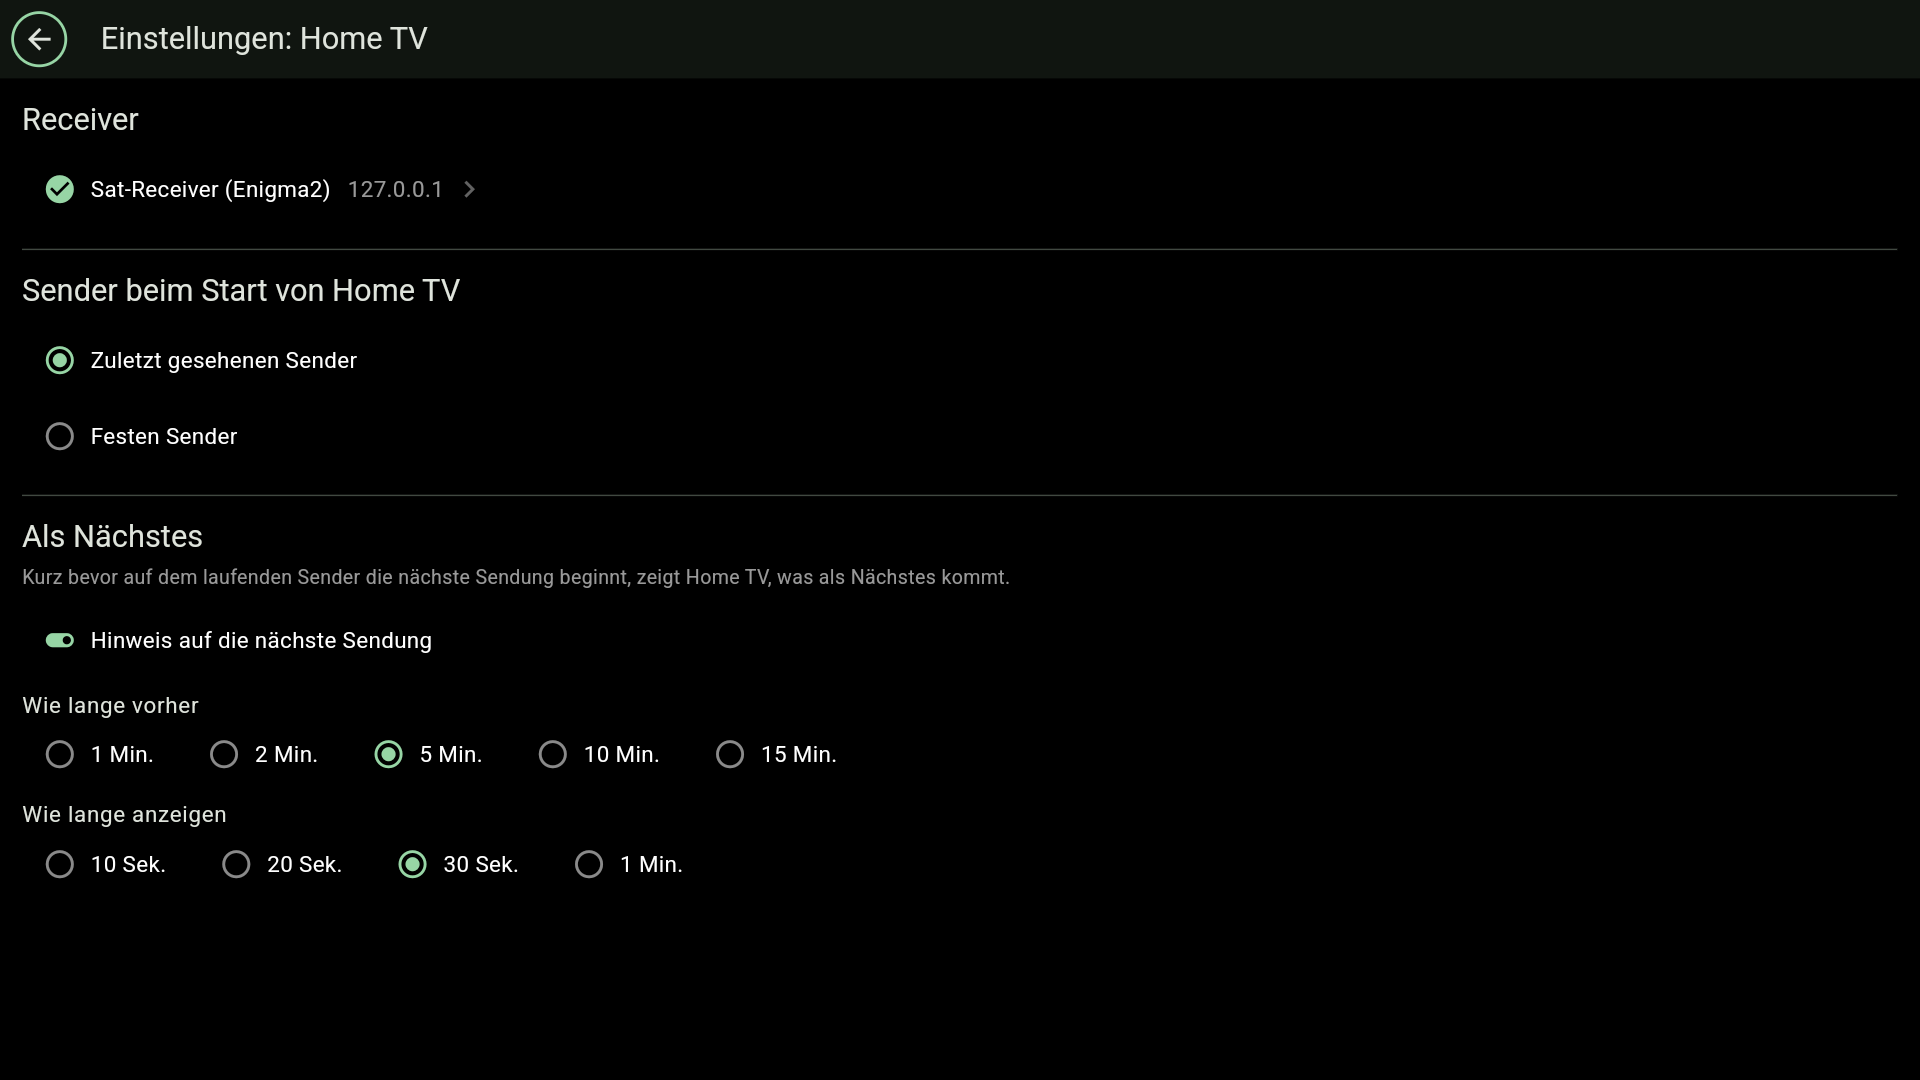 Einstellungen: Home TV
Receiver
Sat-Receiver (Enigma2) 127.0.0.1
Sender beim Start von Home TV
Zuletzt gesehenen Sender
Festen Sender
Als Nächstes
Kurz bevor auf dem laufenden Sender die nächste Sendung beginnt, zeigt Home TV, was als Nächstes kommt.
Hinweis auf die nächste Sendung
Wie lange vorher
1 Min. 2 Min. 5 Min. 10 Min. 15 Min.
Wie lange anzeigen
10 Sek. 20 Sek. 30 Sek. 1 Min.